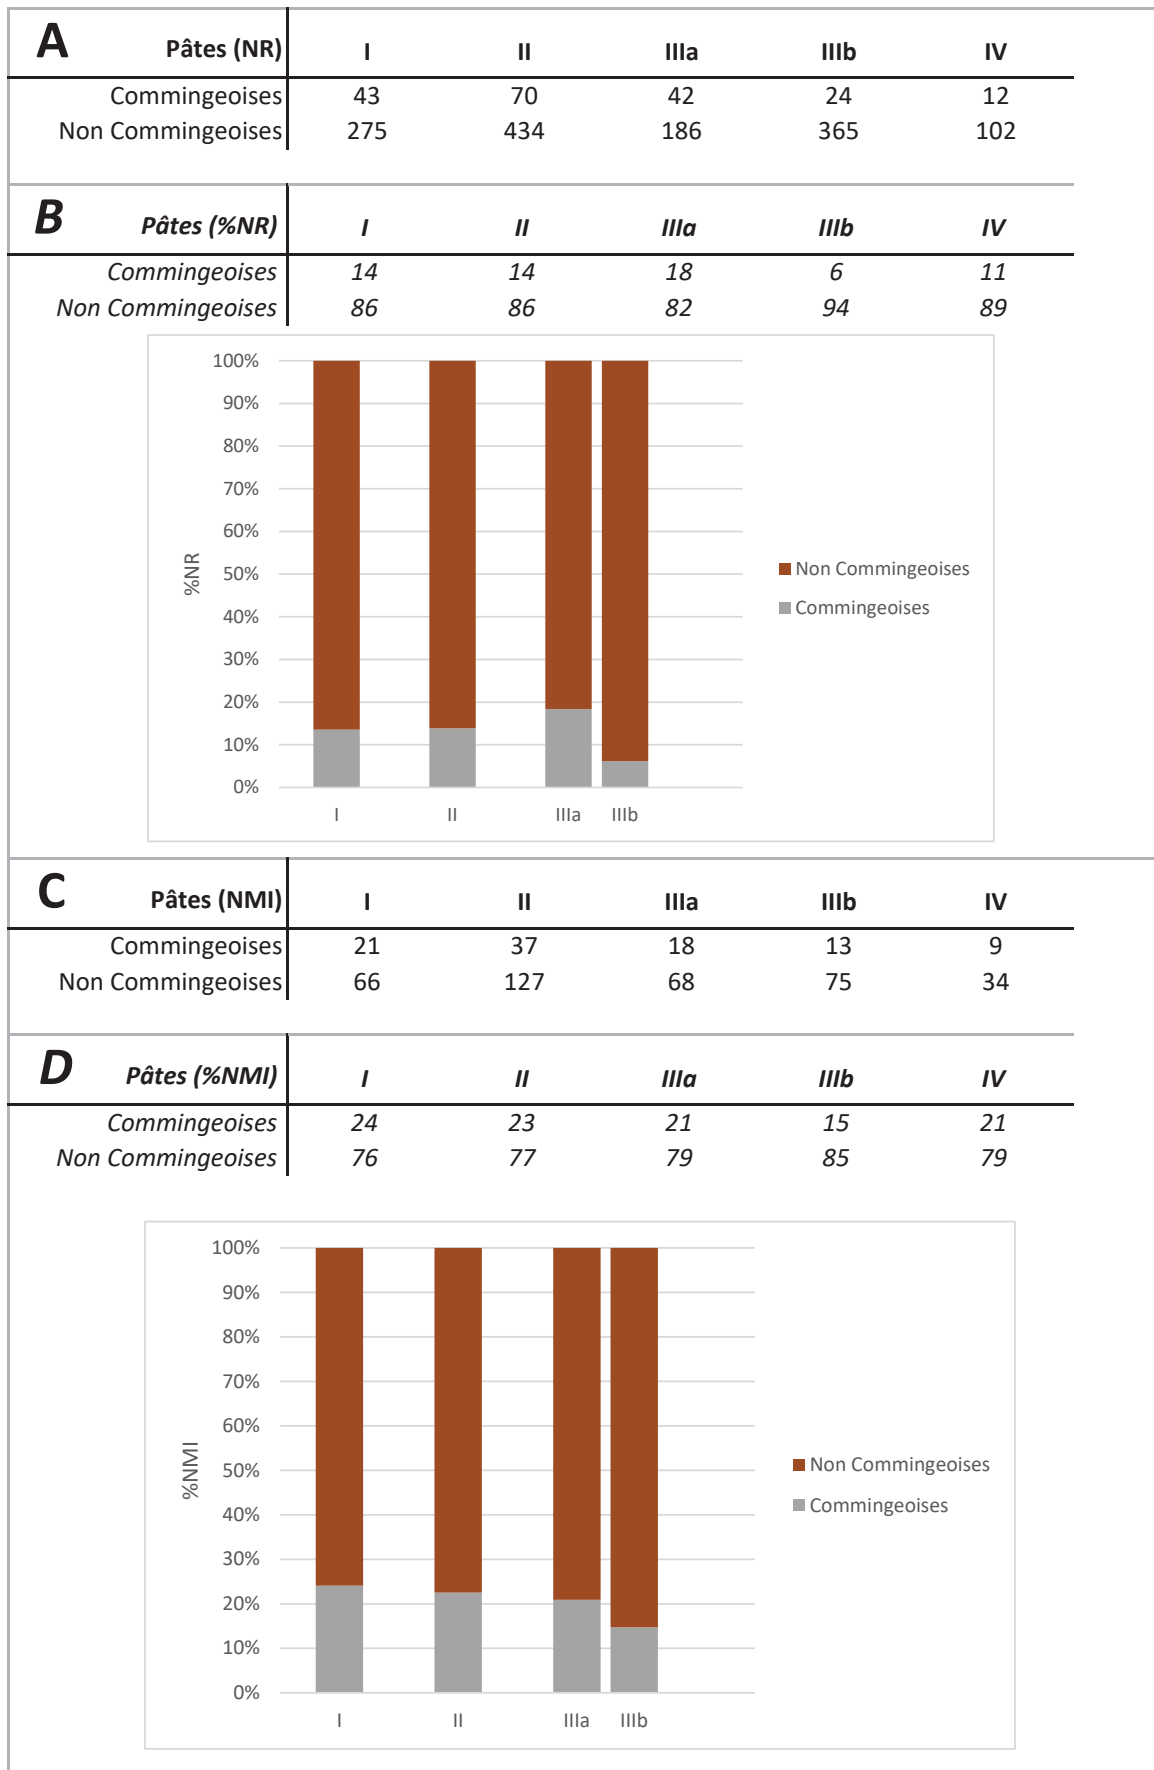 A Pâtes (NR) I II IIIa IIIb IV
Commingeoises 43 70 42 24 12
Non Commingeoises 275 434 186 365 102
B Pâtes (%NR) I II IIIa IIIb IV
Commingeoises 14 14 18 6 11
Non Commingeoises 86 86 82 94 89
100%
90%
80%
70%
60%
50%
40%
30%
20%
10%
0%
%NR
I II IIIa IIIb
Non Commingeoises
Commingeoises
C Pâtes (NMI) I II IIIa IIIb IV
Commingeoises 21 37 18 13 9
Non Commingeoises 66 127 68 75 34
D Pâtes (%NMI) I II IIIa IIIb IV
Commingeoises 24 23 21 15 21
Non Commingeoises 76 77 79 85 79
100%
90%
80%
70%
60%
50%
40%
30%
20%
10%
0%
%NMI
I II IIIa IIIb
Non Commingeoises
Commingeoises